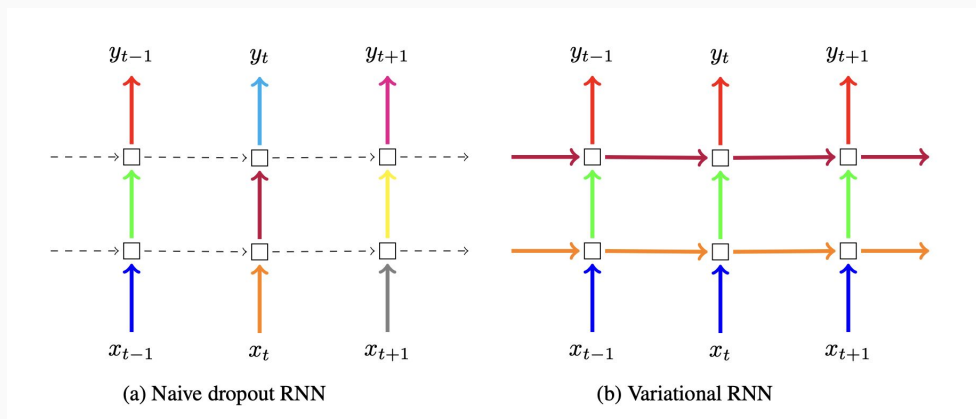 y_{t−1} y_t y_{t+1} y_{t−1} y_t y_{t+1}
x_{t−1} x_t x_{t+1} x_{t−1} x_t x_{t+1}
(a) Naive dropout RNN (b) Variational RNN